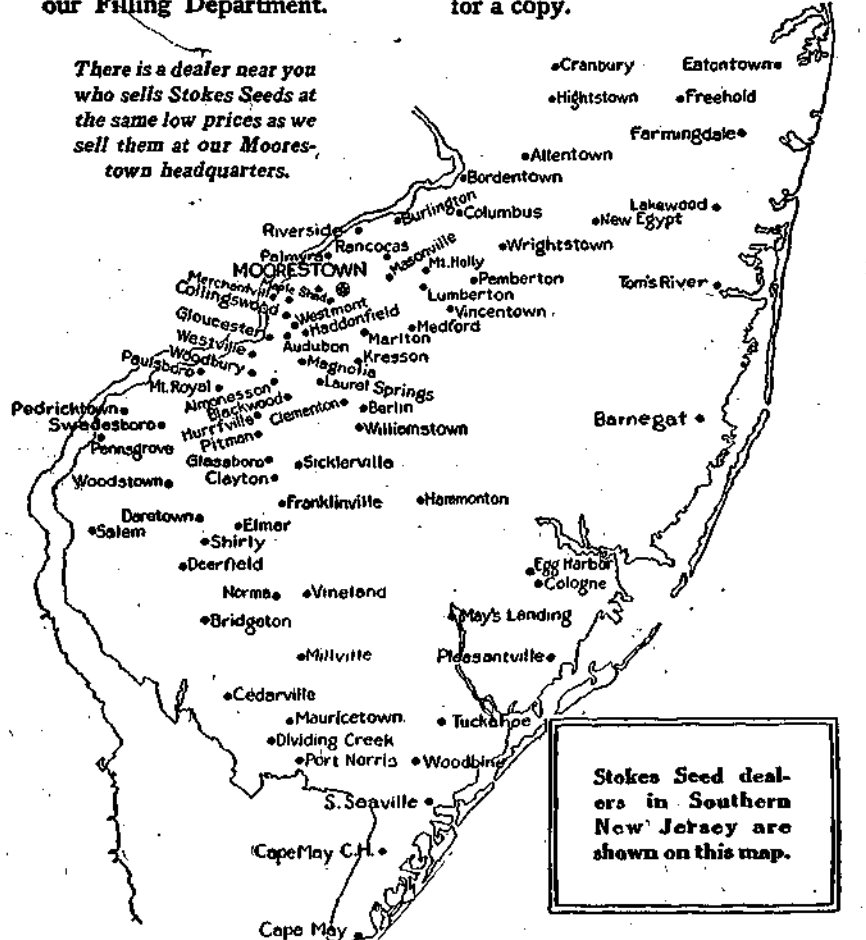 our Filling Department.
for a copy.
There is a dealer near you
who sells Stokes Seeds at
the same low prices as we
sell them at our Moores-
town headquarters.
Cranbury
Eatontown
Hightstown
Freehold
Farmingdale
Allentown
Bordentown
Burlington
Columbus
Lakewood
New Egypt
Riverside
Rancocas
Wrightstown
Palmyra
Masonville
Mt. Holly
MOORESTOWN
Pemberton
Tom's River
Merchantville
Maple Shad
Lumberton
Collingswood
Westmont
Vincentown
Gloucester
Haddonfield
Medford
Marlton
Westville
Audubon
Kresson
Paulsboro
Woodbury
Magnolia
Mt. Royal
Laurel Springs
Almonesson
Pedricktown
Blackwood
Clementon
Berlin
Barnegat
Swedesboro
Hurffville
Williamstown
Pitman
Pennsgrove
Glassboro
Sicklerville
Woodstown
Clayton
Franklinville
Hammonton
Daretown
Elmer
Salem
Shirly
Deerfield
Egg Harbor
Cologne
Norma
Vineland
May's Landing
Bridgeton
Millville
Pleasantville
Cedarville
Mauricetown
Tuckahoe
Dividing Creek
Port Norris
Woodbine
S. Seaville
Cape May C.H.
Cape May
Stokes Seed deal-
ers in Southern
New Jersey are
shown on this map.